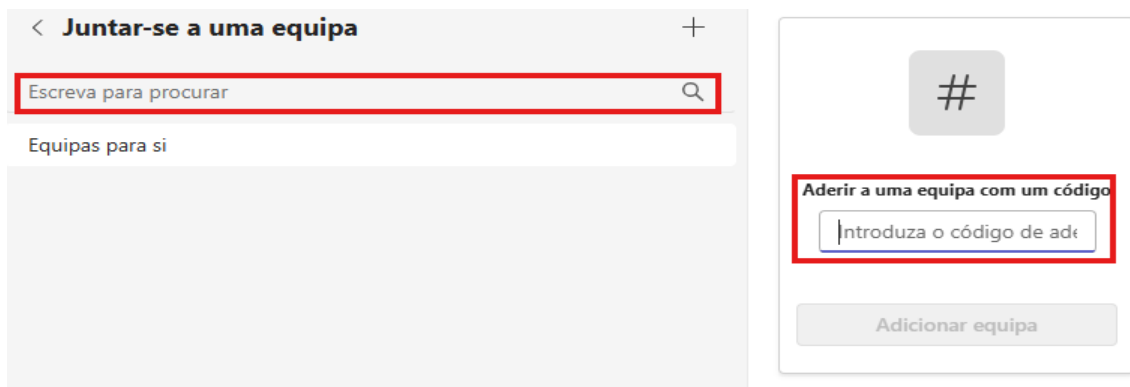 Juntar-se a uma equipa
Escreva para procurar
Equipas para si
#
Aderir a uma equipa com um código
Introduza o código de ade
Adicionar equipa